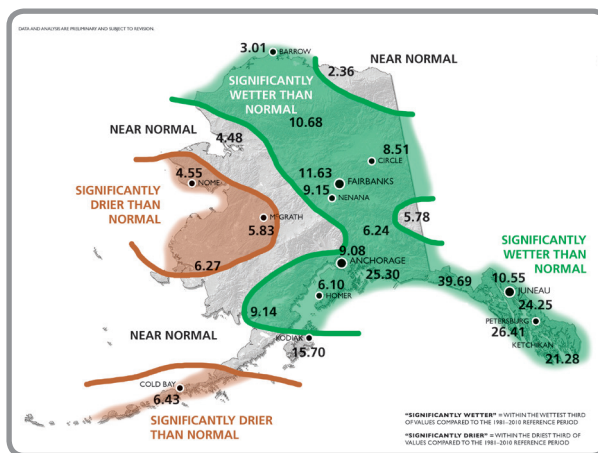 DATA AND ANALYSIS ARE PRELIMINARY AND SUBJECT TO REVISION.
3.01
BARROW
NEAR NORMAL
2.36
SIGNIFICANTLY
WETTER THAN
NORMAL
10.68
NEAR NORMAL
4.48
8.51
CIRCLE
4.55
NOME
11.63
FAIRBANKS
9.15
NENANA
SIGNIFICANTLY
DRIER THAN
NORMAL
MCGRATH
5.83
5.78
6.24
SIGNIFICANTLY
WETTER THAN
NORMAL
9.08
ANCHORAGE
6.27
25.30
39.69
10.55
JUNEAU
6.10
HOMER
24.25
9.14
PETERSBURG
26.41
NEAR NORMAL
KODIAK
15.70
KETCHIKAN
21.28
COLD BAY
6.43
SIGNIFICANTLY DRIER
THAN NORMAL
"SIGNIFICANTLY WETTER" = WITHIN THE WETTEST THIRD
OF VALUES COMPARED TO THE 1981–2010 REFERENCE PERIOD
"SIGNIFICANTLY DRIER" = WITHIN THE DRIEST THIRD OF
VALUES COMPARED TO THE 1981–2010 REFERENCE PERIOD